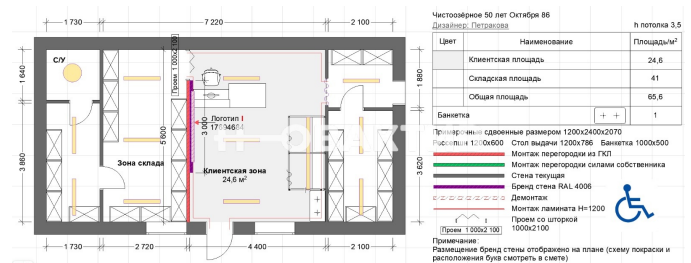 Чистоозёрное 50 лет Октября 86
Дизайнер: Петракова
h потолка 3,5
Цвет Наименование Площадь/м²
Клиентская площадь 24,6
Складская площадь 41
Общая площадь 65,6
Банкетка 1
Примерочные сдвоенные размером 1200х2400х2070
Рессепшн 1200х600 Стол выдачи 1200х786 Банкетка 1000х500
Монтаж перегородки из ГКЛ
Монтаж перегородки силами собственника
Стена текущая
Бренд стена RAL 4006
Демонтаж
Монтаж ламината Н=1200
Проем со шторкой
1000х2100
Проем 1 000х2 100
Примечание:
Размещение бренд стены отображено на плане (схему покраски и
расположения букв смотреть в смете)
1 730 7 220 2 100
1 640
3 860
С/У
Проем 1 000х2 100
5 600
3 000
Логотип I
Зона склада
Клиентская зона
24,6 м²
1 880
3 620
1 730 2 720 4 400 2 100